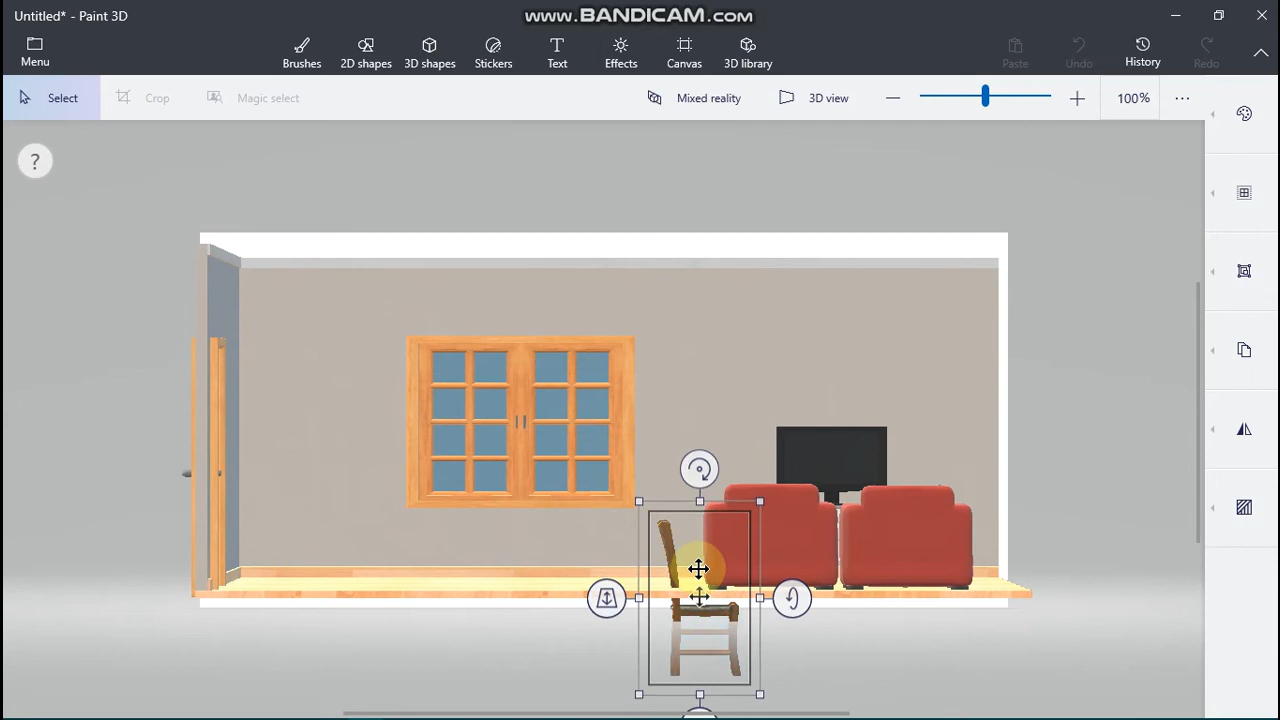 Untitled* - Paint 3D
www.BANDICAM.com
Menu
Brushes
2D shapes
3D shapes
Stickers
Text
Effects
Canvas
3D library
Paste
Undo
History
Redo
Select
Crop
Magic select
Mixed reality
3D view
100%
?